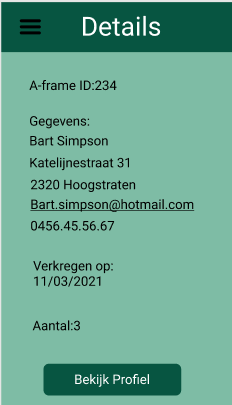 Details
A-frame ID:234
Gegevens:
Bart Simpson
Katelijnestraat 31
2320 Hoogstraten
Bart.simpson@hotmail.com
0456.45.56.67
Verkregen op:
11/03/2021
Aantal:3
Bekijk Profiel